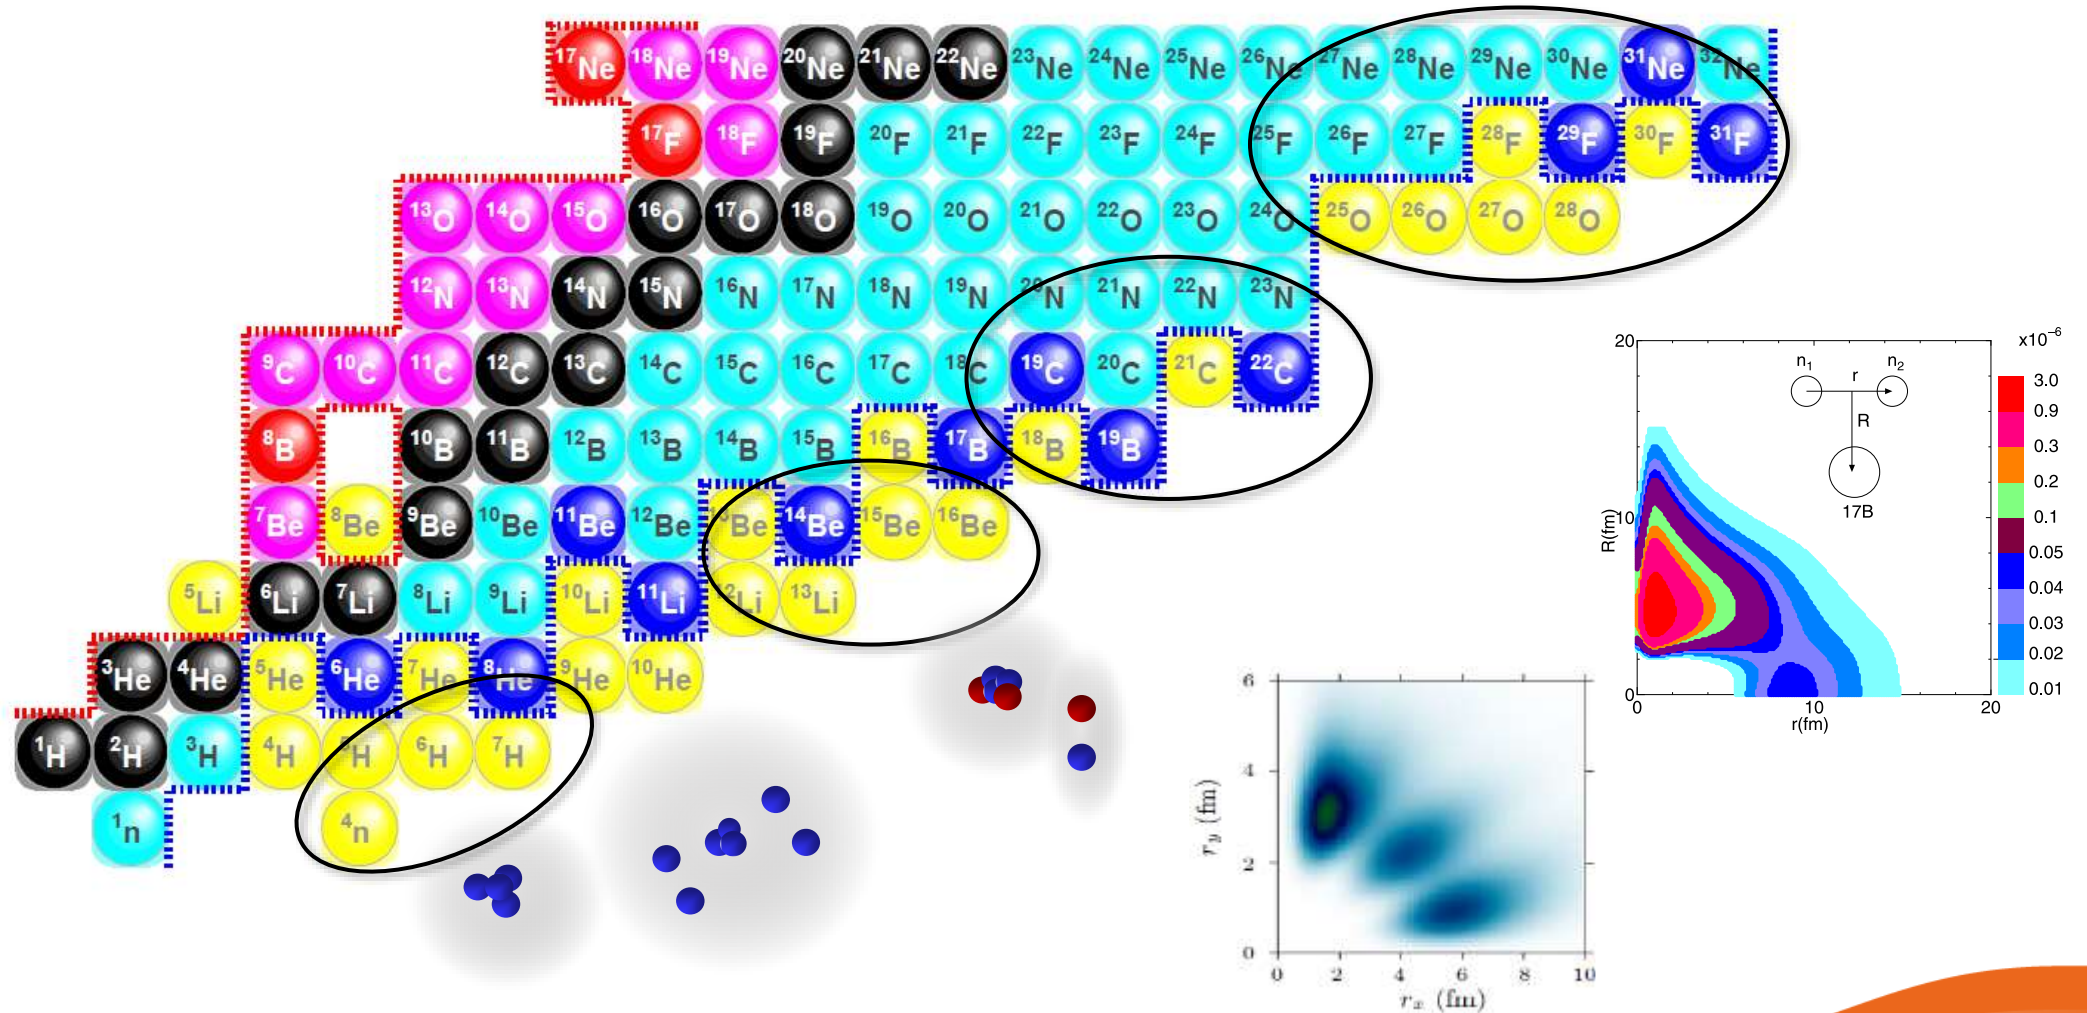 17Ne 18Ne 19Ne 20Ne 21Ne 22Ne 23Ne 24Ne 25Ne 26Ne 27Ne 28Ne 29Ne 30Ne 31Ne 32Ne
17F 18F 19F 20F 21F 22F 23F 24F 25F 26F 27F 28F 29F 30F 31F
13O 14O 15O 16O 17O 18O 19O 20O 21O 22O 23O 24O 25O 26O 27O 28O
12N 13N 14N 15N 16N 17N 18N 19N 20N 21N 22N 23N
9C 10C 11C 12C 13C 14C 15C 16C 17C 18C 19C 20C 21C 22C
8B 10B 11B 12B 13B 14B 15B 16B 17B 18B 19B
7Be 8Be 9Be 10Be 11Be 12Be 13Be 14Be 15Be 16Be
5Li 6Li 7Li 8Li 9Li 10Li 11Li 12Li 13Li
3He 4He 5He 6He 7He 8He 9He 10He
1H 2H 3H 4H 5H 6H 7H
1n 4n
x10⁻⁶
20
n₁ r n₂
R
17B
10
R(fm)
0
0 10 20
r(fm)
3.0
0.9
0.3
0.2
0.1
0.05
0.04
0.03
0.02
0.01
6
4
2
0
r_y (fm)
0 2 4 6 8 10
r_x (fm)